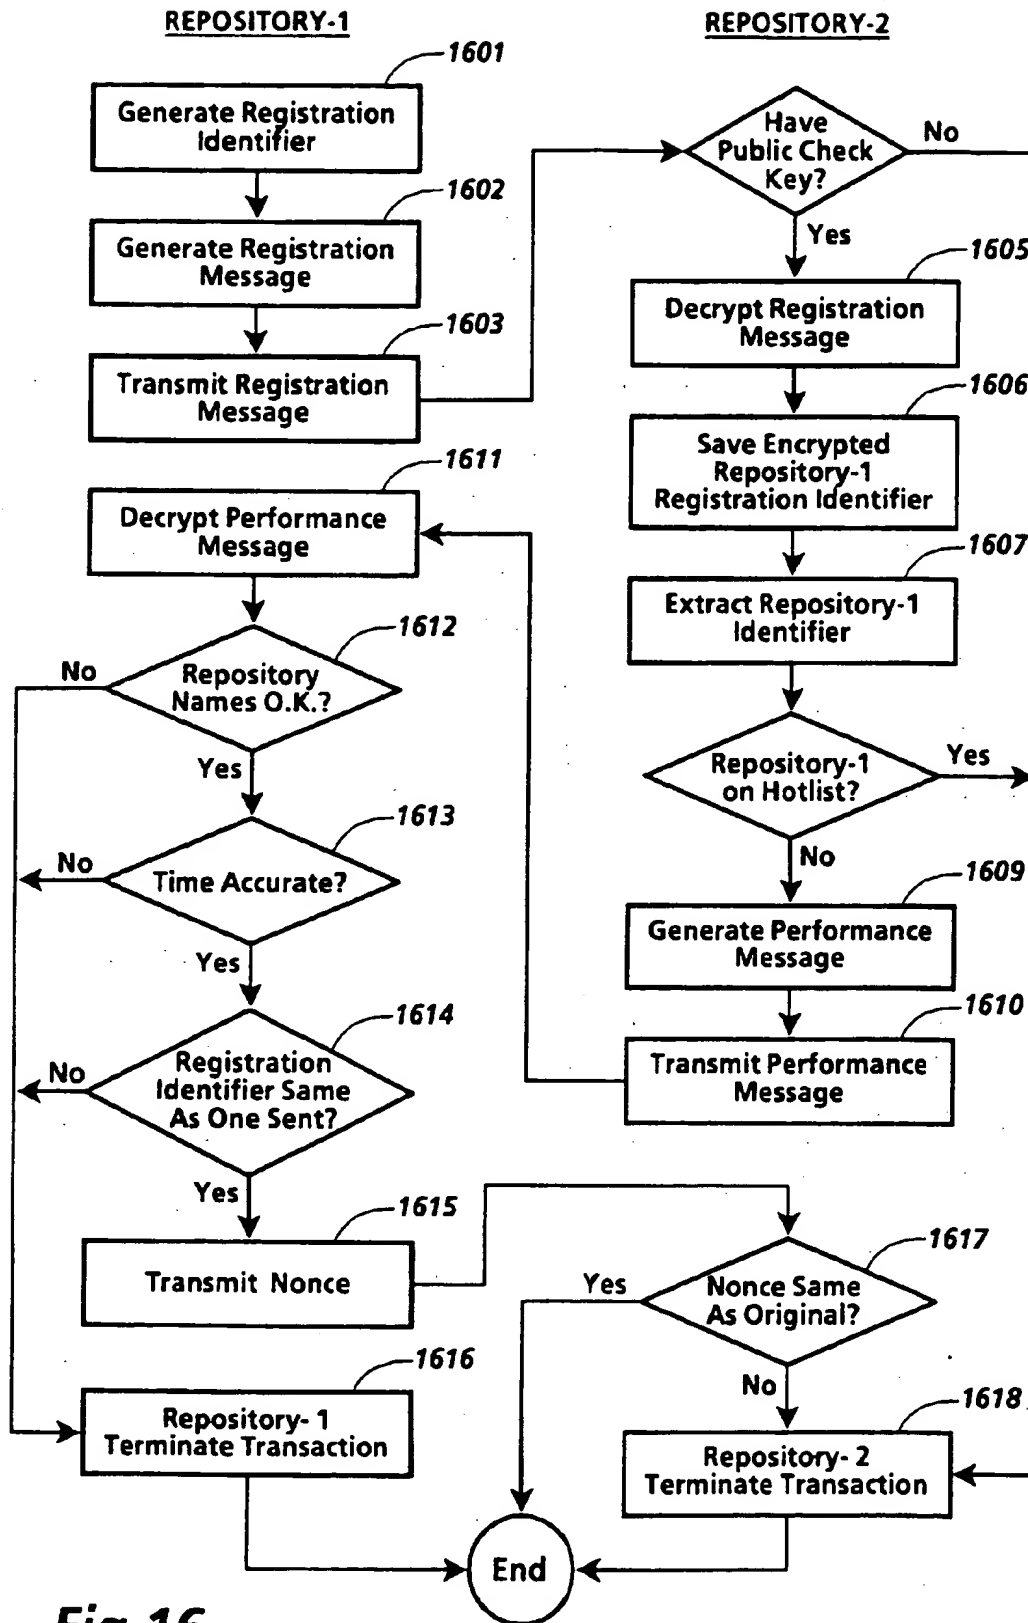 REPOSITORY-1
1601
Generate Registration
Identifier
1602
Generate Registration
Message
1603
Transmit Registration
Message
1611
Decrypt Performance
Message
1612
No
Repository
Names O.K.?
Yes
1613
No
Time Accurate?
Yes
1614
No
Registration
Identifier Same
As One Sent?
Yes
1615
Transmit Nonce
1616
Repository- 1
Terminate Transaction
REPOSITORY-2
Have
Public Check
Key?
No
Yes
1605
Decrypt Registration
Message
1606
Save Encrypted
Repository-1
Registration Identifier
1607
Extract Repository-1
Identifier
Repository-1
on Hotlist?
Yes
No
1609
Generate Performance
Message
1610
Transmit Performance
Message
1617
Yes
Nonce Same
As Original?
No
1618
Repository- 2
Terminate Transaction
End
Fig.16